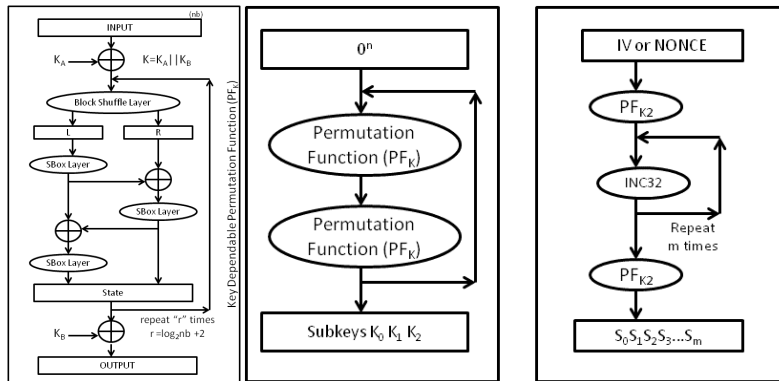 (nb)
INPUT
K_A
K=K_A||K_B
Block Shuffle Layer
L
R
SBox Layer
SBox Layer
SBox Layer
State
repeat “r” times
r =log₂nb +2
K_B
OUTPUT
Key Dependable Permutation Function (PF_K)
0ⁿ
Permutation
Function (PF_K)
Permutation
Function (PF_K)
Subkeys K₀ K₁ K₂
IV or NONCE
PF_K2
INC32
Repeat
m times
PF_K2
S₀S₁S₂S₃...S_m